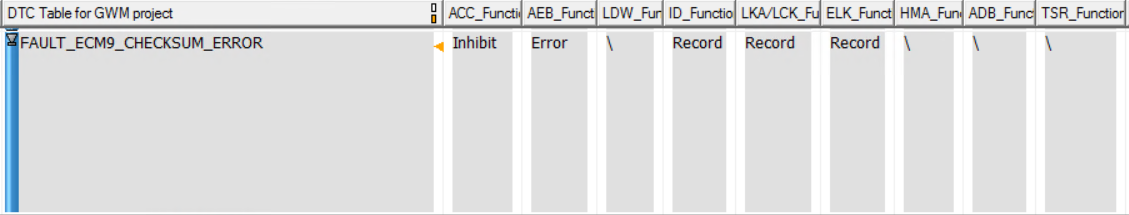 DTC Table for GWM project ACC_Functi AEB_Funct LDW_Fur ID_Functio LKA/LCK_Fu ELK_Funct HMA_Fun ADB_Func TSR_Function
FAULT_ECM9_CHECKSUM_ERROR Inhibit Error \ Record Record Record \ \ \